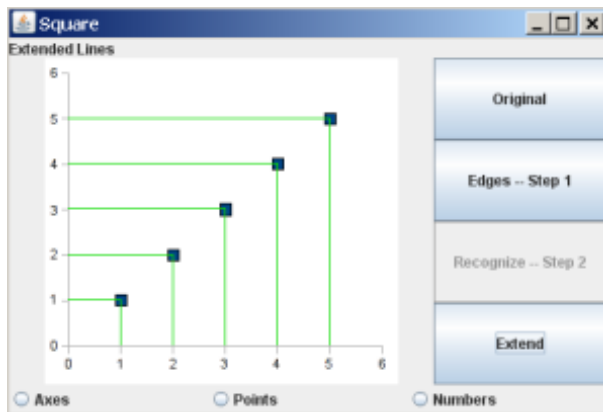 Square
Extended Lines
6
5
4
3
2
1
0
0 1 2 3 4 5 6
Original
Edges -- Step 1
Recognize -- Step 2
Extend
Axes Points Numbers